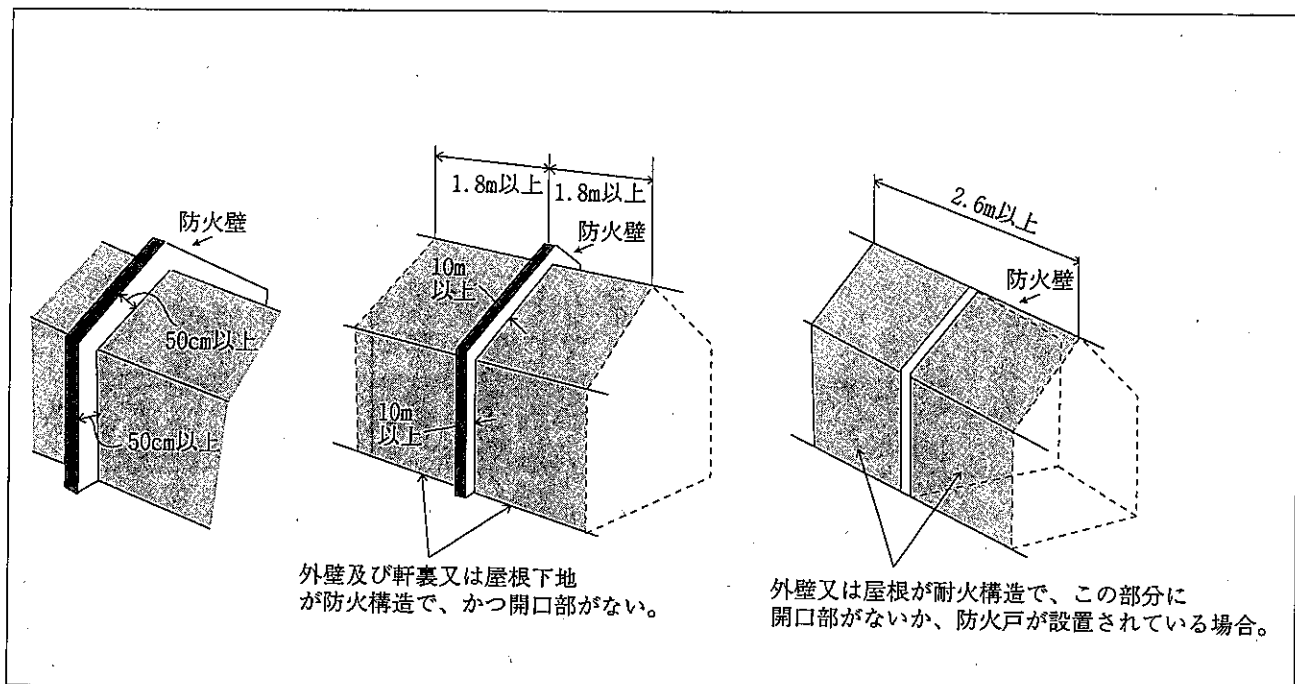 防火壁
50cm以上
50cm以上
1.8m以上
1.8m以上
防火壁
10m
以上
10m
以上
外壁及び軒裏又は屋根下地
が防火構造で、かつ開口部がない。
2.6m以上
防火壁
外壁又は屋根が耐火構造で、この部分に
開口部がないか、防火戸が設置されている場合。